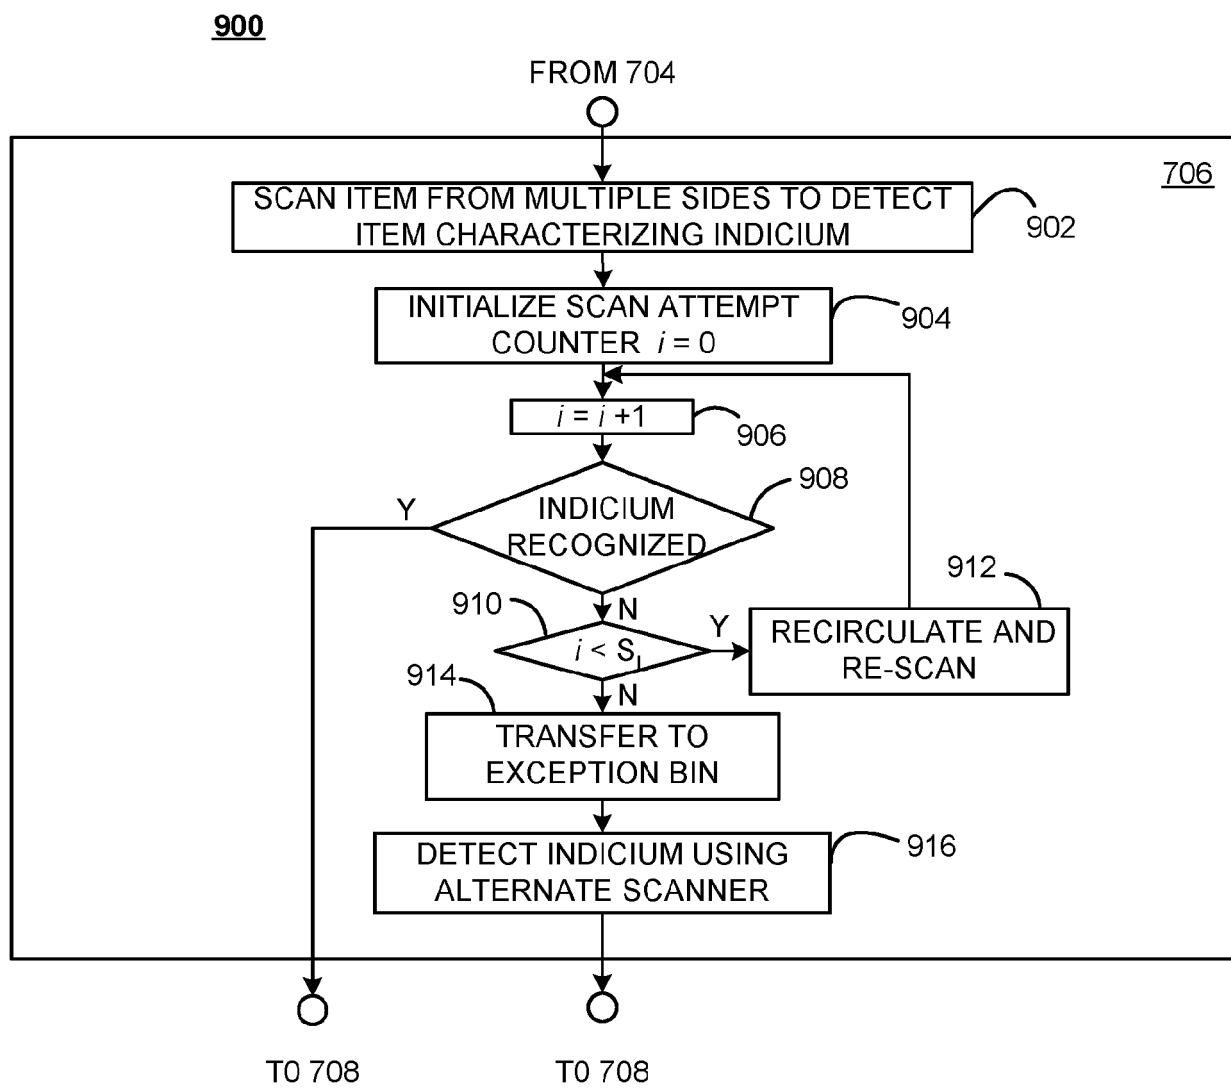 900
FROM 704
706
SCAN ITEM FROM MULTIPLE SIDES TO DETECT
ITEM CHARACTERIZING INDICIUM
902
INITIALIZE SCAN ATTEMPT
COUNTER i = 0
904
i = i +1
906
908
Y
INDICIUM
RECOGNIZED
912
910
N
Y
i < S_I
RECIRCULATE AND
RE-SCAN
914
N
TRANSFER TO
EXCEPTION BIN
916
DETECT INDICIUM USING
ALTERNATE SCANNER
T0 708
T0 708